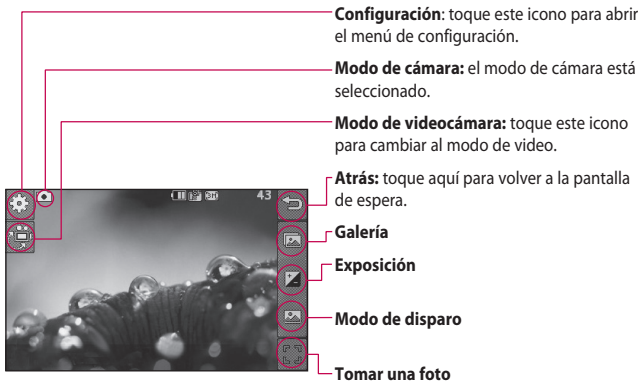 Configuración: toque este icono para abrir
el menú de configuración.
Modo de cámara: el modo de cámara está
seleccionado.
Modo de videocámara: toque este icono
para cambiar al modo de video.
Atrás: toque aquí para volver a la pantalla
de espera.
43
Galería
Exposición
Modo de disparo
Tomar una foto